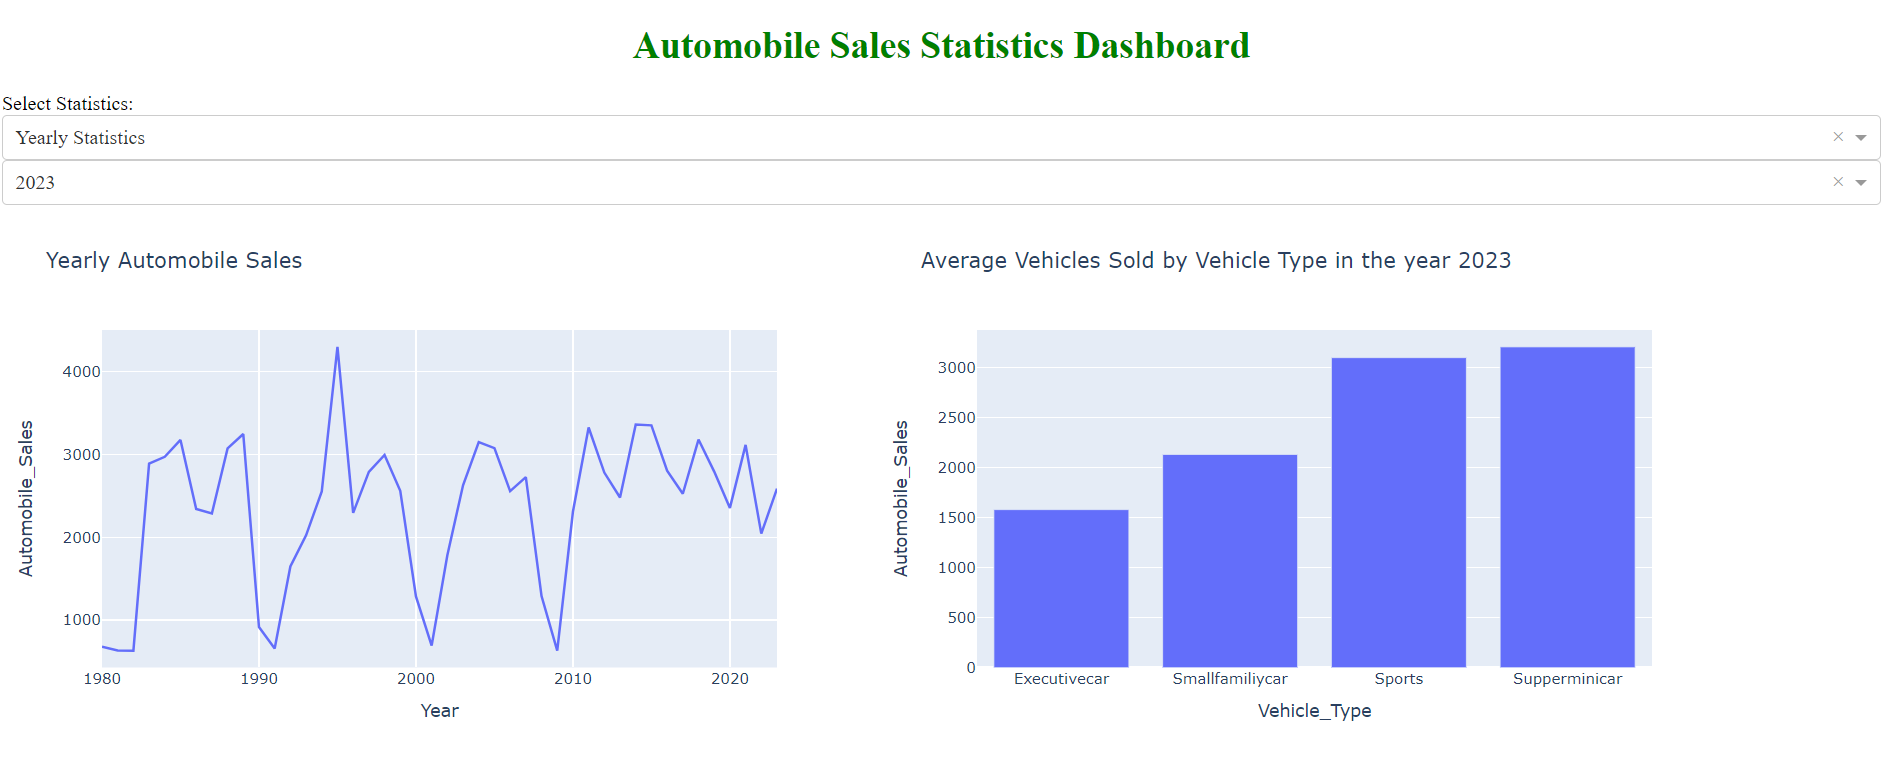 Automobile Sales Statistics Dashboard
Select Statistics:
Yearly Statistics
×
2023
×
Yearly Automobile Sales
4000
3000
2000
1000
Automobile_Sales
1980 1990 2000 2010 2020
Year
Average Vehicles Sold by Vehicle Type in the year 2023
3000
2500
2000
1500
1000
500
0
Automobile_Sales
Executivecar Smallfamiliycar Sports Supperminicar
Vehicle_Type